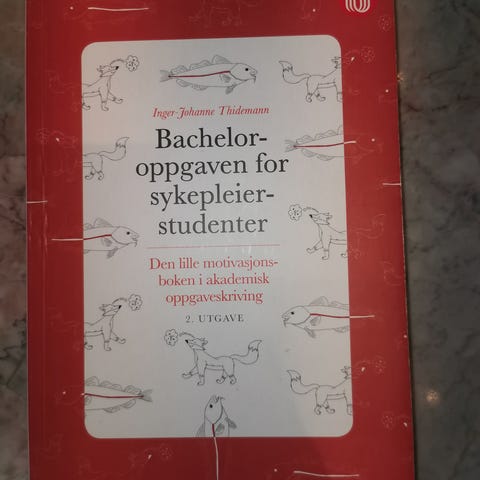 Inger-Johanne Thidemann
Bachelor-
oppgaven for
sykepleier-
studenter
Den lille motivasjons-
boken i akademisk
oppgaveskriving
2. UTGAVE